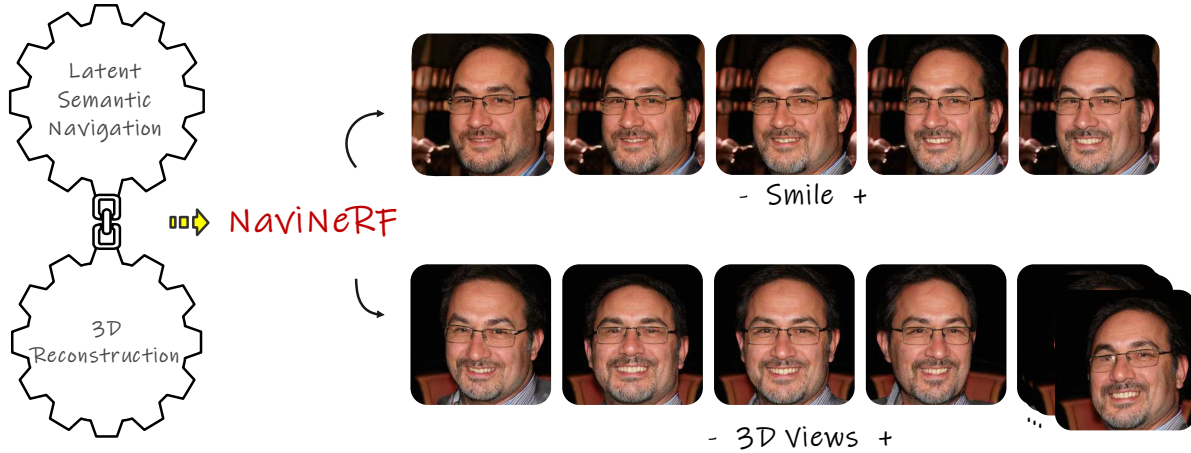 Latent
Semantic
Navigation
3D
Reconstruction
NaviNeRF
- Smile +
- 3D Views +
...